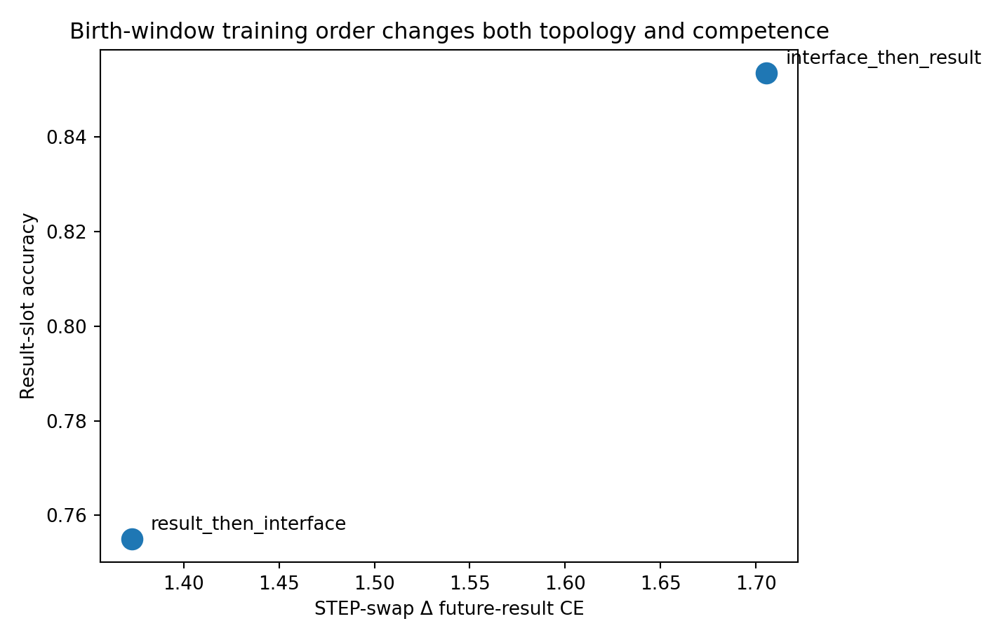 Birth-window training order changes both topology and competence
interface_then_result
0.84
0.82
0.80
0.78
0.76
Result-slot accuracy
result_then_interface
1.40 1.45 1.50 1.55 1.60 1.65 1.70
STEP-swap Δ future-result CE